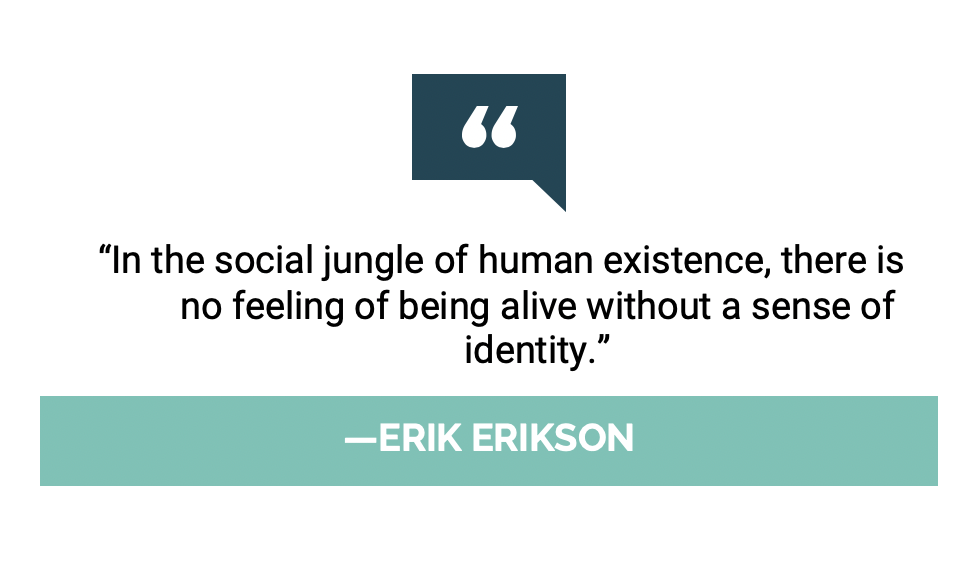 “
“In the social jungle of human existence, there is
no feeling of being alive without a sense of
identity.”
—ERIK ERIKSON